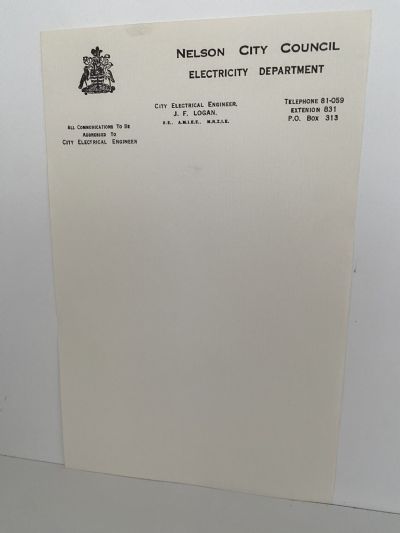 NELSON CITY COUNCIL
ELECTRICITY DEPARTMENT
CITY ELECTRICAL ENGINEER,
J. F. LOGAN.
B.E., A.M.I.E.E., M.N.Z.I.E.
TELEPHONE 81-059
EXTENION 831
P.O. BOX 313
ALL COMMUNICATIONS TO BE
ADDRESSED TO
CITY ELECTRICAL ENGINEER